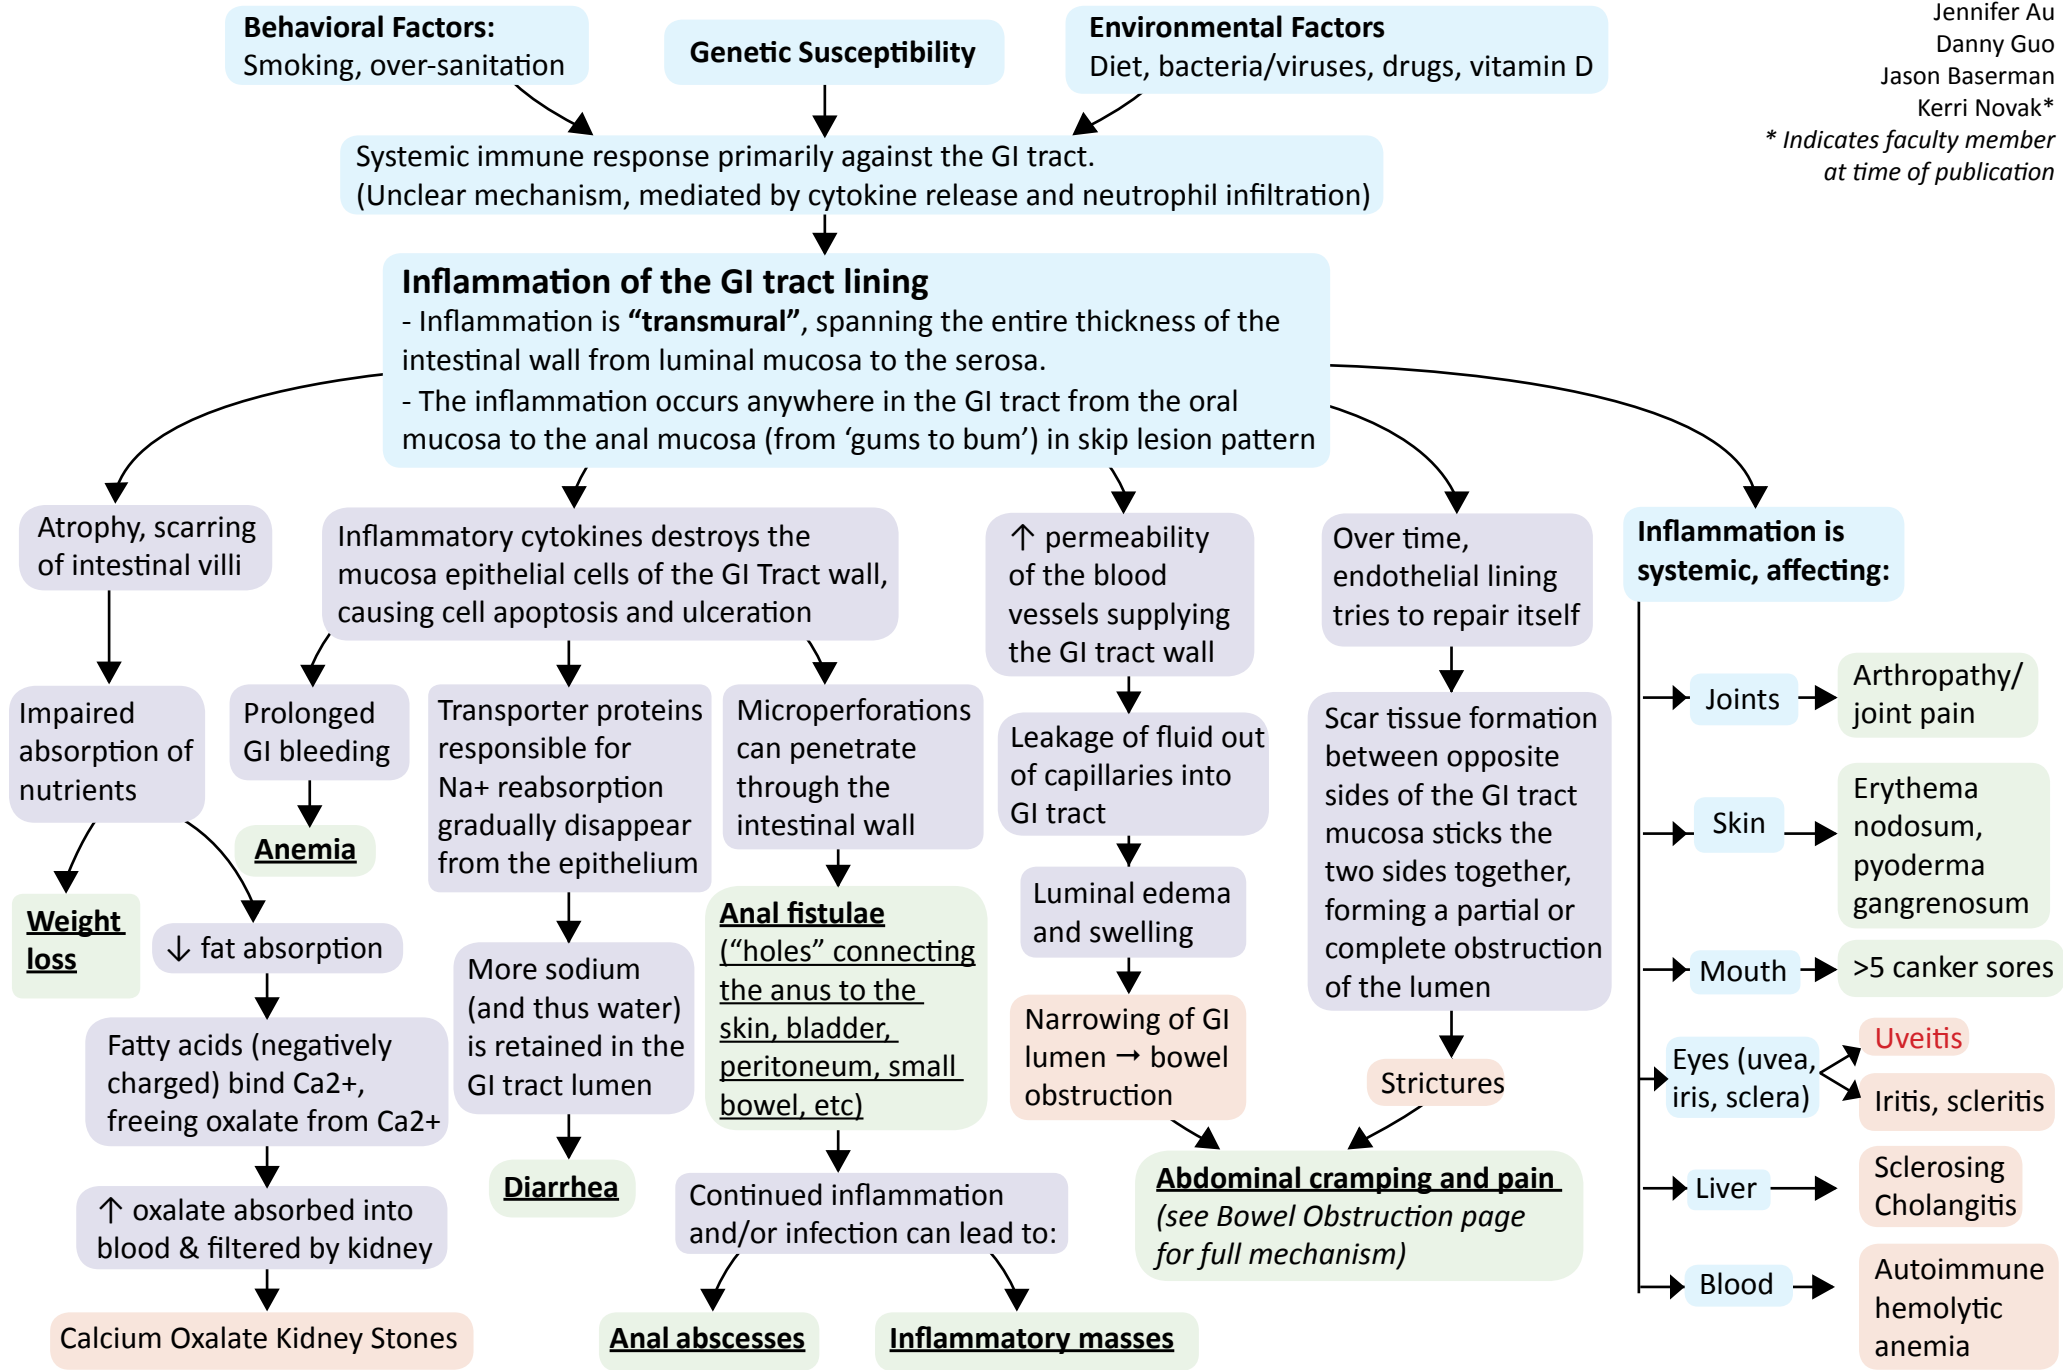 Behavioral Factors:
Smoking, over-sanitation
Genetic Susceptibility
Environmental Factors
Diet, bacteria/viruses, drugs, vitamin D
Jennifer Au
Danny Guo
Jason Baserman
Kerri Novak*
* Indicates faculty member
at time of publication
Systemic immune response primarily against the GI tract.
(Unclear mechanism, mediated by cytokine release and neutrophil infiltration)
Inflammation of the GI tract lining
- Inflammation is “transmural”, spanning the entire thickness of the
intestinal wall from luminal mucosa to the serosa.
- The inflammation occurs anywhere in the GI tract from the oral
mucosa to the anal mucosa (from ‘gums to bum’) in skip lesion pattern
Atrophy, scarring
of intestinal villi
Impaired
absorption of
nutrients
Weight
loss
↓ fat absorption
Fatty acids (negatively
charged) bind Ca2+,
freeing oxalate from Ca2+
↑ oxalate absorbed into
blood & filtered by kidney
Calcium Oxalate Kidney Stones
Inflammatory cytokines destroys the
mucosa epithelial cells of the GI Tract wall,
causing cell apoptosis and ulceration
Prolonged
GI bleeding
Anemia
Transporter proteins
responsible for
Na+ reabsorption
gradually disappear
from the epithelium
More sodium
(and thus water)
is retained in the
GI tract lumen
Diarrhea
Microperforations
can penetrate
through the
intestinal wall
Anal fistulae
(“holes” connecting
the anus to the
skin, bladder,
peritoneum, small
bowel, etc)
Continued inflammation
and/or infection can lead to:
Anal abscesses
Inflammatory masses
↑ permeability
of the blood
vessels supplying
the GI tract wall
Leakage of fluid out
of capillaries into
GI tract
Luminal edema
and swelling
Narrowing of GI
lumen → bowel
obstruction
Over time,
endothelial lining
tries to repair itself
Scar tissue formation
between opposite
sides of the GI tract
mucosa sticks the
two sides together,
forming a partial or
complete obstruction
of the lumen
Strictures
Abdominal cramping and pain
(see Bowel Obstruction page
for full mechanism)
Inflammation is
systemic, affecting:
Joints
Arthropathy/
joint pain
Skin
Erythema
nodosum,
pyoderma
gangrenosum
Mouth
>5 canker sores
Eyes (uvea,
iris, sclera)
Uveitis
Iritis, scleritis
Liver
Sclerosing
Cholangitis
Blood
Autoimmune
hemolytic
anemia